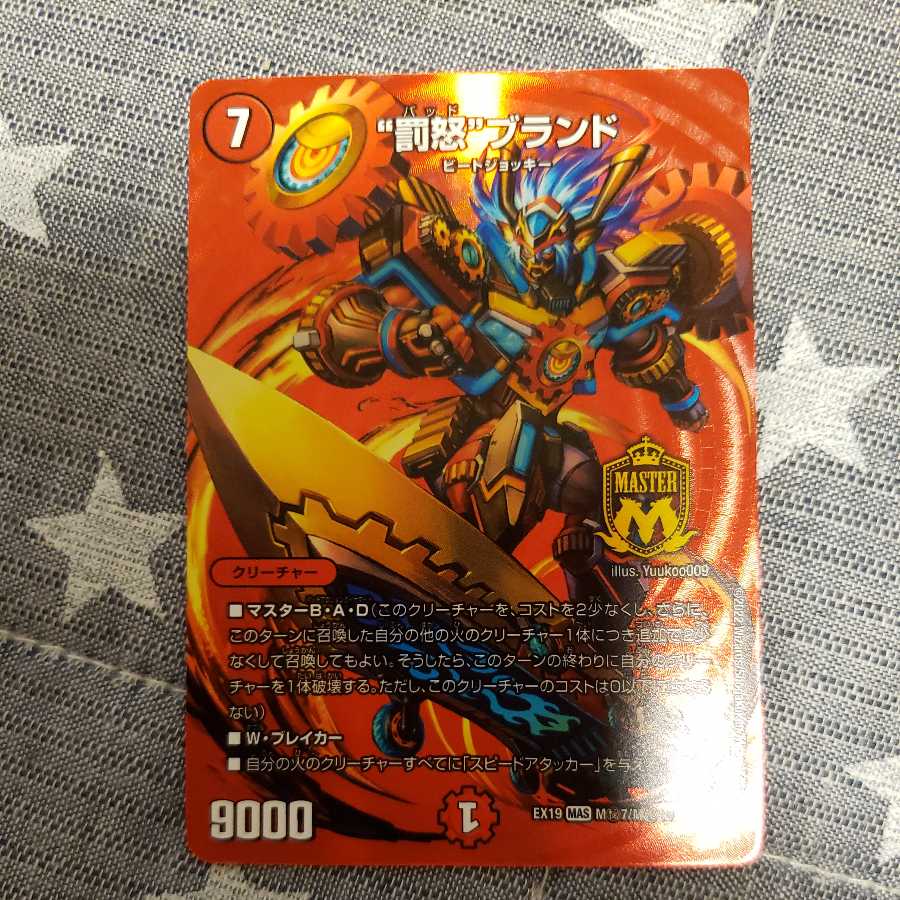 7
バッド
“罰怒”ブランド
ビートジョッキー
MASTER
M
illus. Yuukoo009
クリーチャー
■マスターB・A・D(このクリーチャーを、コストを2少なくし、さらに、
このターンに召喚した自分の他の火のクリーチャー1体につき追加で2少
なくして召喚してもよい。そうしたら、このターンの終わりに自分のクリー
チャーを1体破壊する。ただし、このクリーチャーのコストは0以下に
ない)
■W・ブレイカー
■自分の火のクリーチャーすべてに「スピードアタッカー」を与え
9000
1
EX19 MAS